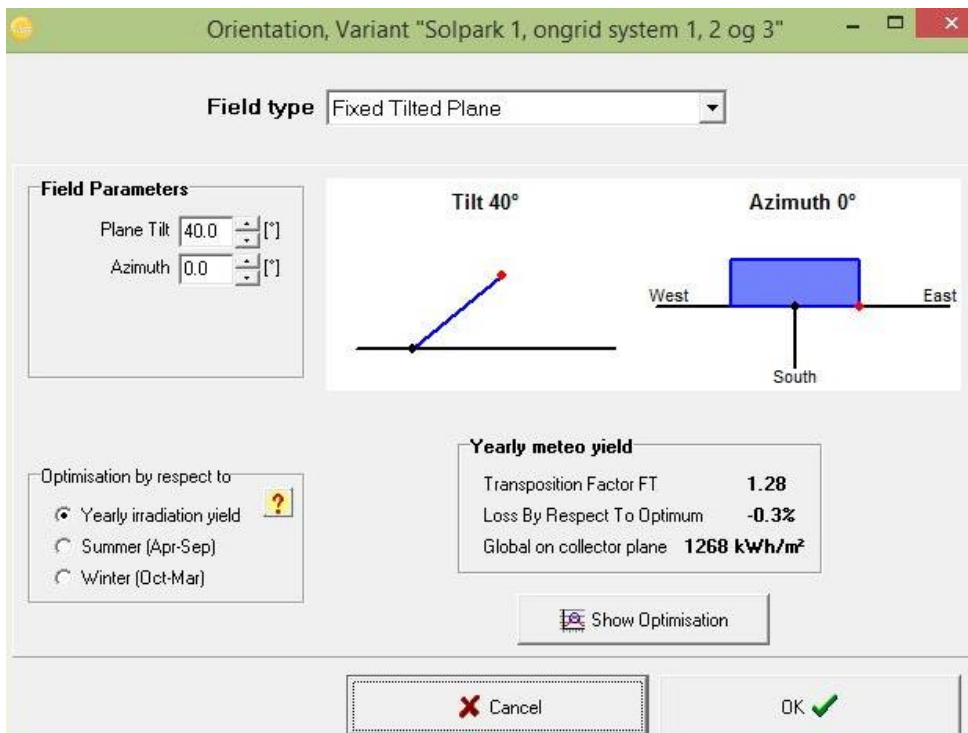 Orientation, Variant "Solpark 1, ongrid system 1, 2 og 3"
Field type Fixed Tilted Plane
Field Parameters
Plane Tilt 40.0 [°]
Azimuth 0.0 [°]
Tilt 40°
Azimuth 0°
West
East
South
Optimisation by respect to
Yearly irradiation yield
Summer (Apr-Sep)
Winter (Oct-Mar)
?
Yearly meteo yield
Transposition Factor FT 1.28
Loss By Respect To Optimum -0.3%
Global on collector plane 1268 kWh/m²
Show Optimisation
Cancel
OK